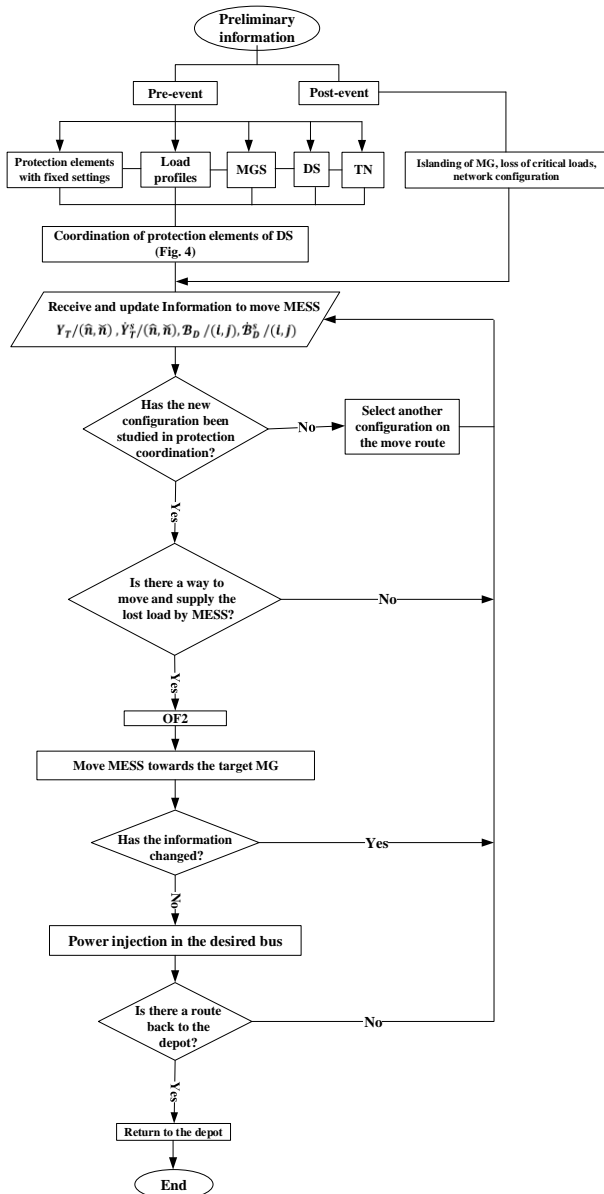 Preliminary
information
Pre-event
Post-event
Protection elements
with fixed settings
Load
profiles
MGS
DS
TN
Islanding of MG, loss of critical loads,
network configuration
Coordination of protection elements of DS
(Fig. 4)
Receive and update Information to move MESS
Y_T/(n̂, ň) , Ẏ_T^s/(n̂, ň), B_D /(i, j), Ḃ_D^s /(i, j)
Has the new
configuration been
studied in protection
coordination?
No
Select another
configuration on
the move route
Yes
Is there a way to
move and supply the
lost load by MESS?
No
Yes
OF2
Move MESS towards the target MG
Has the information
changed?
Yes
No
Power injection in the desired bus
Is there a route
back to the
depot?
No
Yes
Return to the depot
End